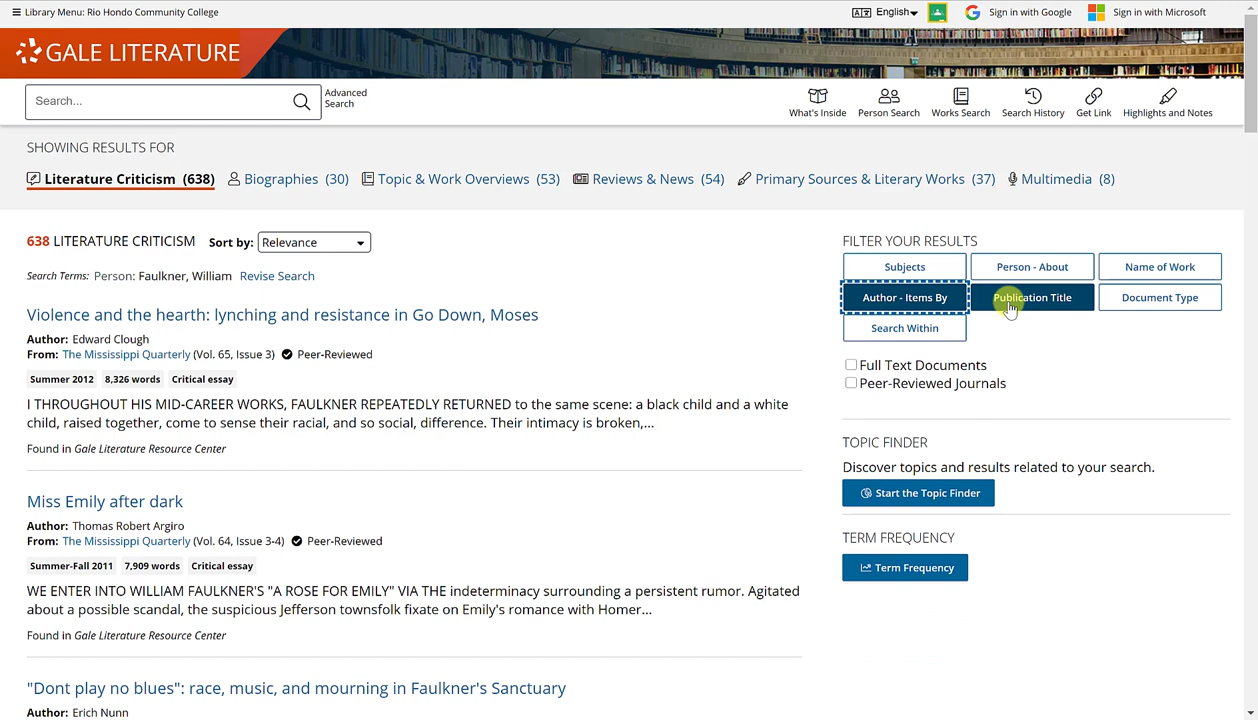 Library Menu: Rio Hondo Community College
English
Sign in with Google
Sign in with Microsoft
GALE LITERATURE
Search...
Advanced
Search
What's Inside
Person Search
Works Search
Search History
Get Link
Highlights and Notes
SHOWING RESULTS FOR
Literature Criticism (638)
Biographies (30)
Topic & Work Overviews (53)
Reviews & News (54)
Primary Sources & Literary Works (37)
Multimedia (8)
638 LITERATURE CRITICISM
Sort by: Relevance
Search Terms: Person: Faulkner, William Revise Search
Violence and the hearth: lynching and resistance in Go Down, Moses
Author: Edward Clough
From: The Mississippi Quarterly (Vol. 65, Issue 3) Peer-Reviewed
Summer 2012 8,326 words Critical essay
I THROUGHOUT HIS MID-CAREER WORKS, FAULKNER REPEATEDLY RETURNED to the same scene: a black child and a white
child, raised together, come to sense their racial, and so social, difference. Their intimacy is broken,...
Found in Gale Literature Resource Center
Miss Emily after dark
Author: Thomas Robert Argiro
From: The Mississippi Quarterly (Vol. 64, Issue 3-4) Peer-Reviewed
Summer-Fall 2011 7,909 words Critical essay
WE ENTER INTO WILLIAM FAULKNER'S "A ROSE FOR EMILY" VIA THE indeterminacy surrounding a persistent rumor. Agitated
about a possible scandal, the suspicious Jefferson townsfolk fixate on Emily's romance with Homer...
Found in Gale Literature Resource Center
"Dont play no blues": race, music, and mourning in Faulkner's Sanctuary
Author: Erich Nunn
FILTER YOUR RESULTS
Subjects
Person - About
Name of Work
Author - Items By
Publication Title
Document Type
Search Within
Full Text Documents
Peer-Reviewed Journals
TOPIC FINDER
Discover topics and results related to your search.
Start the Topic Finder
TERM FREQUENCY
Term Frequency